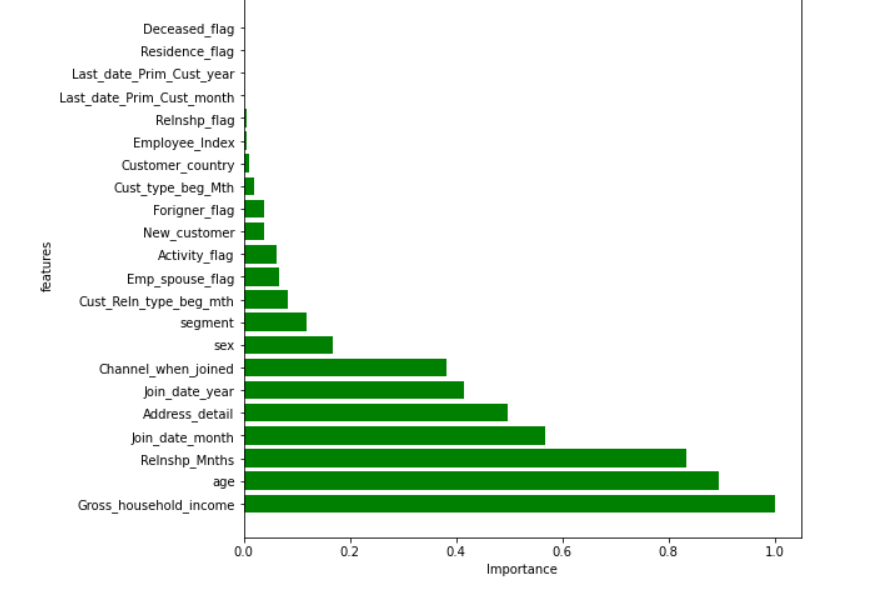 Deceased_flag
Residence_flag
Last_date_Prim_Cust_year
Last_date_Prim_Cust_month
Relnshp_flag
Employee_Index
Customer_country
Cust_type_beg_Mth
Forigner_flag
New_customer
Activity_flag
Emp_spouse_flag
Cust_Reln_type_beg_mth
segment
sex
Channel_when_joined
Join_date_year
Address_detail
Join_date_month
Relnshp_Mnths
age
Gross_household_income
features
0.0 0.2 0.4 0.6 0.8 1.0
Importance